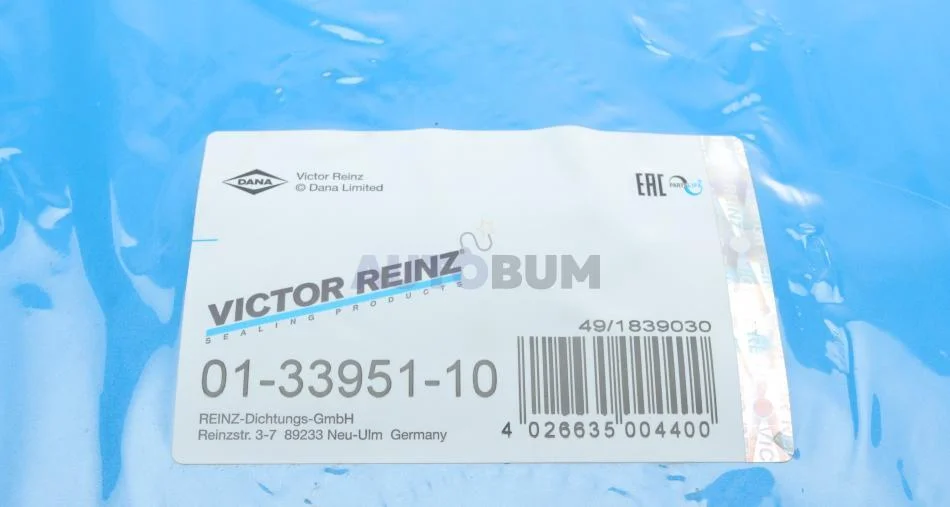 DANA
Victor Reinz
© Dana Limited
EAC
PARTSLIFE
AUTOBUM
VICTOR REINZ
SEALING PRODUCTS
49/1839030
01-33951-10
REINZ-Dichtungs-GmbH
Reinzstr. 3-7 89233 Neu-Ulm Germany
4 026635 004400